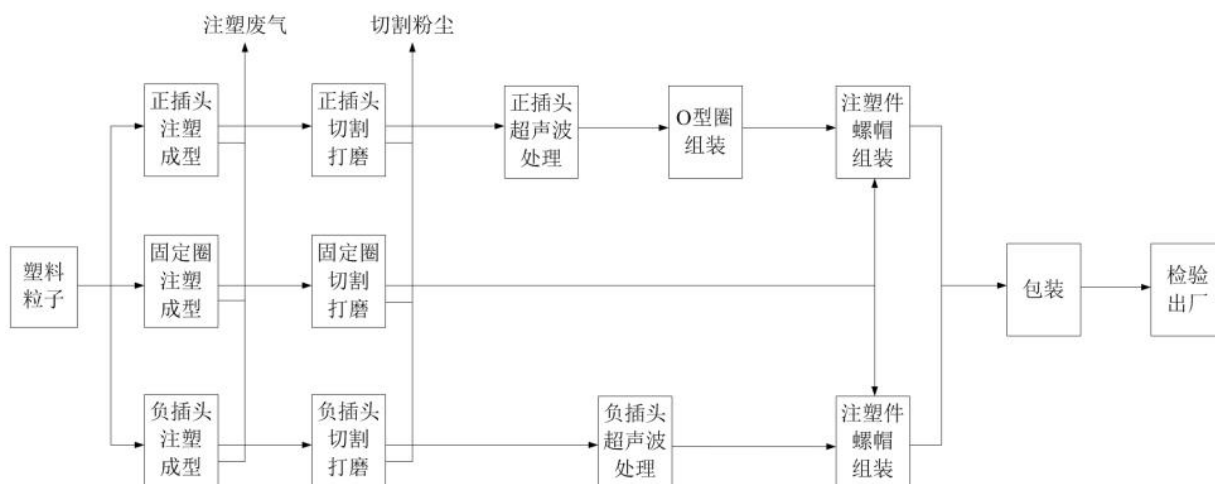 注塑废气
切割粉尘
正插头
注塑
成型
正插头
切割
打磨
正插头
超声波
处理
O型圈
组装
注塑件
螺帽
组装
塑料
粒子
固定圈
注塑
成型
固定圈
切割
打磨
包装
检验
出厂
负插头
注塑
成型
负插头
切割
打磨
负插头
超声波
处理
注塑件
螺帽
组装